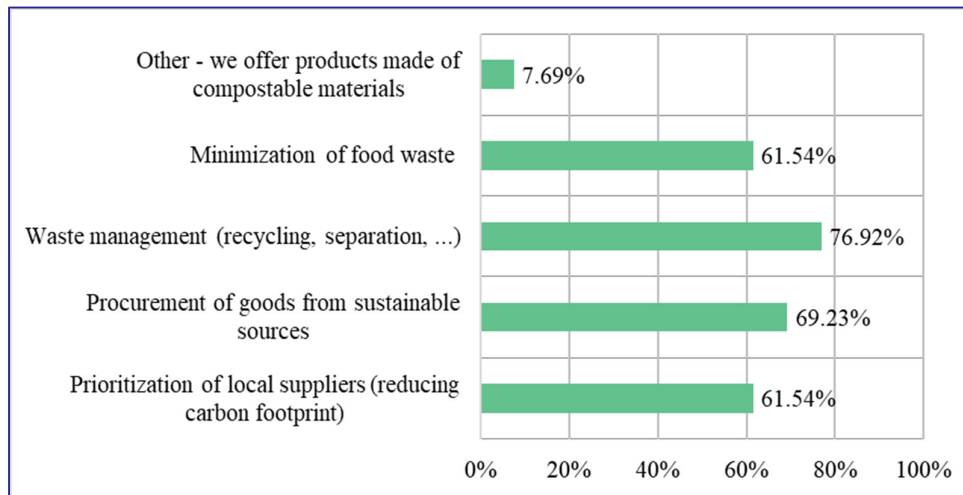 Other - we offer products made of
compostable materials
7.69%
Minimization of food waste
61.54%
Waste management (recycling, separation, ...)
76.92%
Procurement of goods from sustainable
sources
69.23%
Prioritization of local suppliers (reducing
carbon footprint)
61.54%
0% 20% 40% 60% 80% 100%